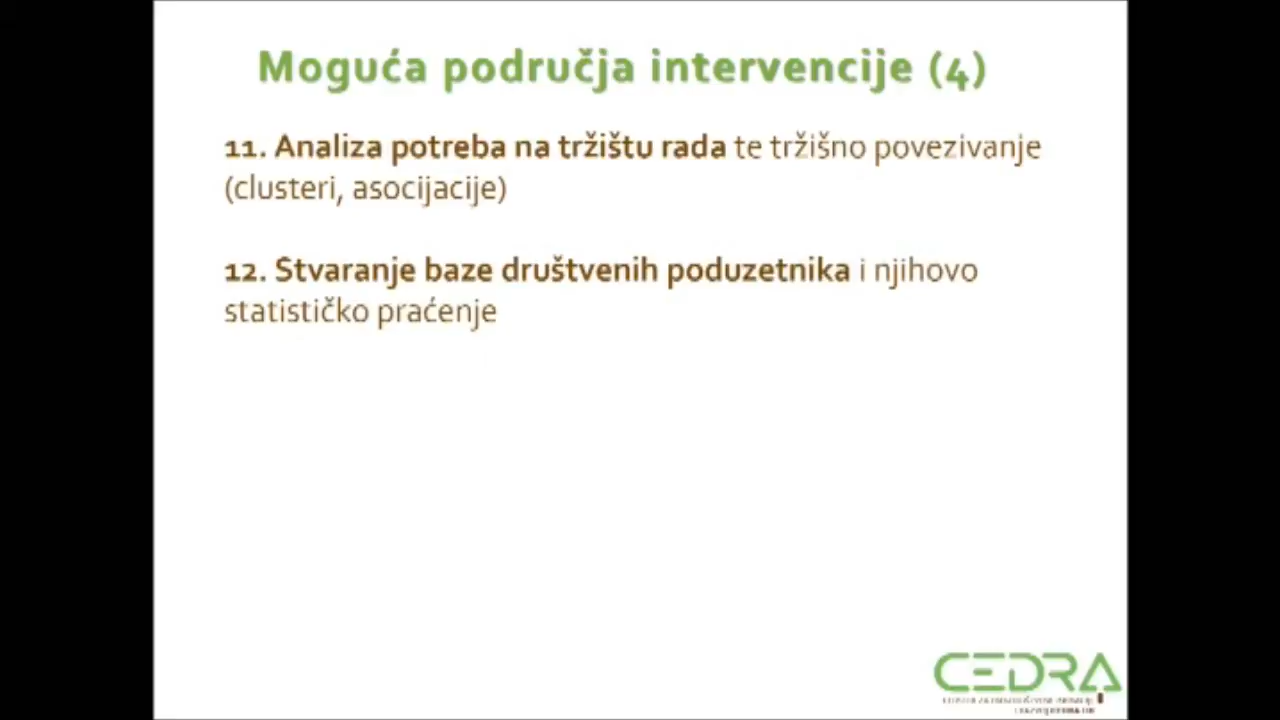 Moguća područja intervencije (4)
11. Analiza potreba na tržištu rada te tržišno povezivanje
(clusteri, asocijacije)
12. Stvaranje baze društvenih poduzetnika i njihovo
statističko praćenje
CEDRA